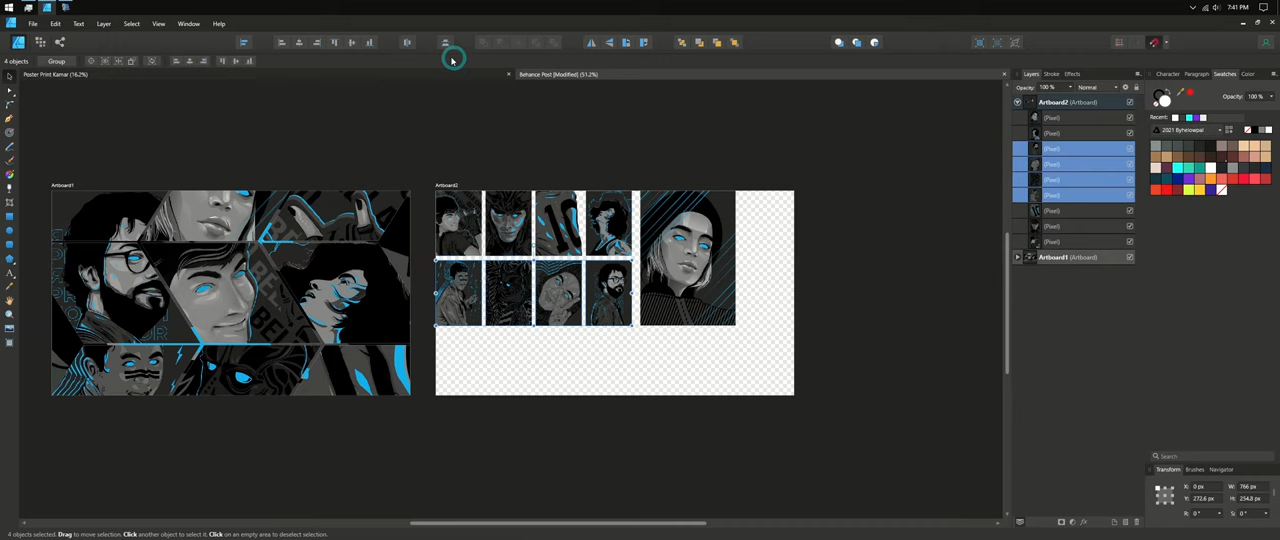 7:41 PM
File Edit Text Layer Select View Window Help
4 objects Group
Poster Print Kamar (16.2%)
Behance Post [Modified] (51.2%)
Layers Stroke Effects
Character Paragraph Swatches Color
Opacity: 100 % Normal
Opacity: 100 %
Artboard2 (Artboard)
Recent:
(Pixel)
2021 Byhelowpal
(Pixel)
(Pixel)
(Pixel)
(Pixel)
(Pixel)
(Pixel)
(Pixel)
(Pixel)
Artboard1 (Artboard)
Artboard1
Artboard2
Search
Transform Brushes Navigator
X: 0 px W: 766 px
Y: 272.6 px H: 254.8 px
R: 0 ° S: 0 °
4 objects selected. Drag to move selection. Click another object to select it. Click on an empty area to deselect selection.